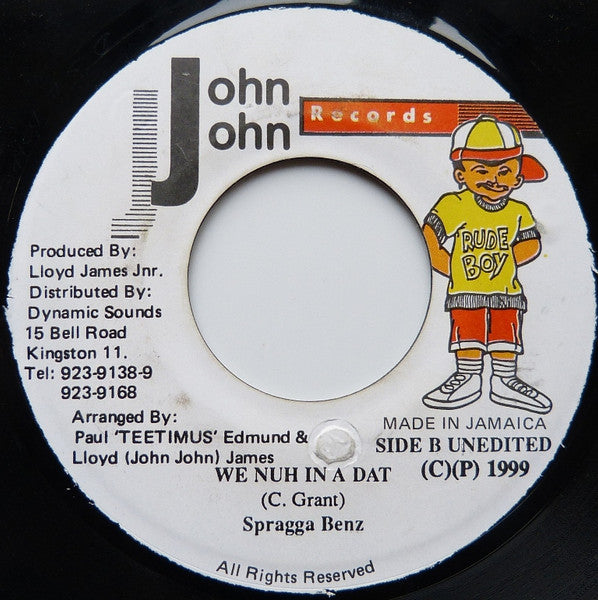 John
John
Records
RUDE
BOY
Produced By:
Lloyd James Jnr.
Distributed By:
Dynamic Sounds
15 Bell Road
Kingston 11.
Tel: 923-9138-9
923-9168
Arranged By:
Paul 'TEETIMUS' Edmund &
Lloyd (John John) James
MADE IN JAMAICA
SIDE B UNEDITED
(C)(P) 1999
WE NUH IN A DAT
(C. Grant)
Spragga Benz
All Rights Reserved